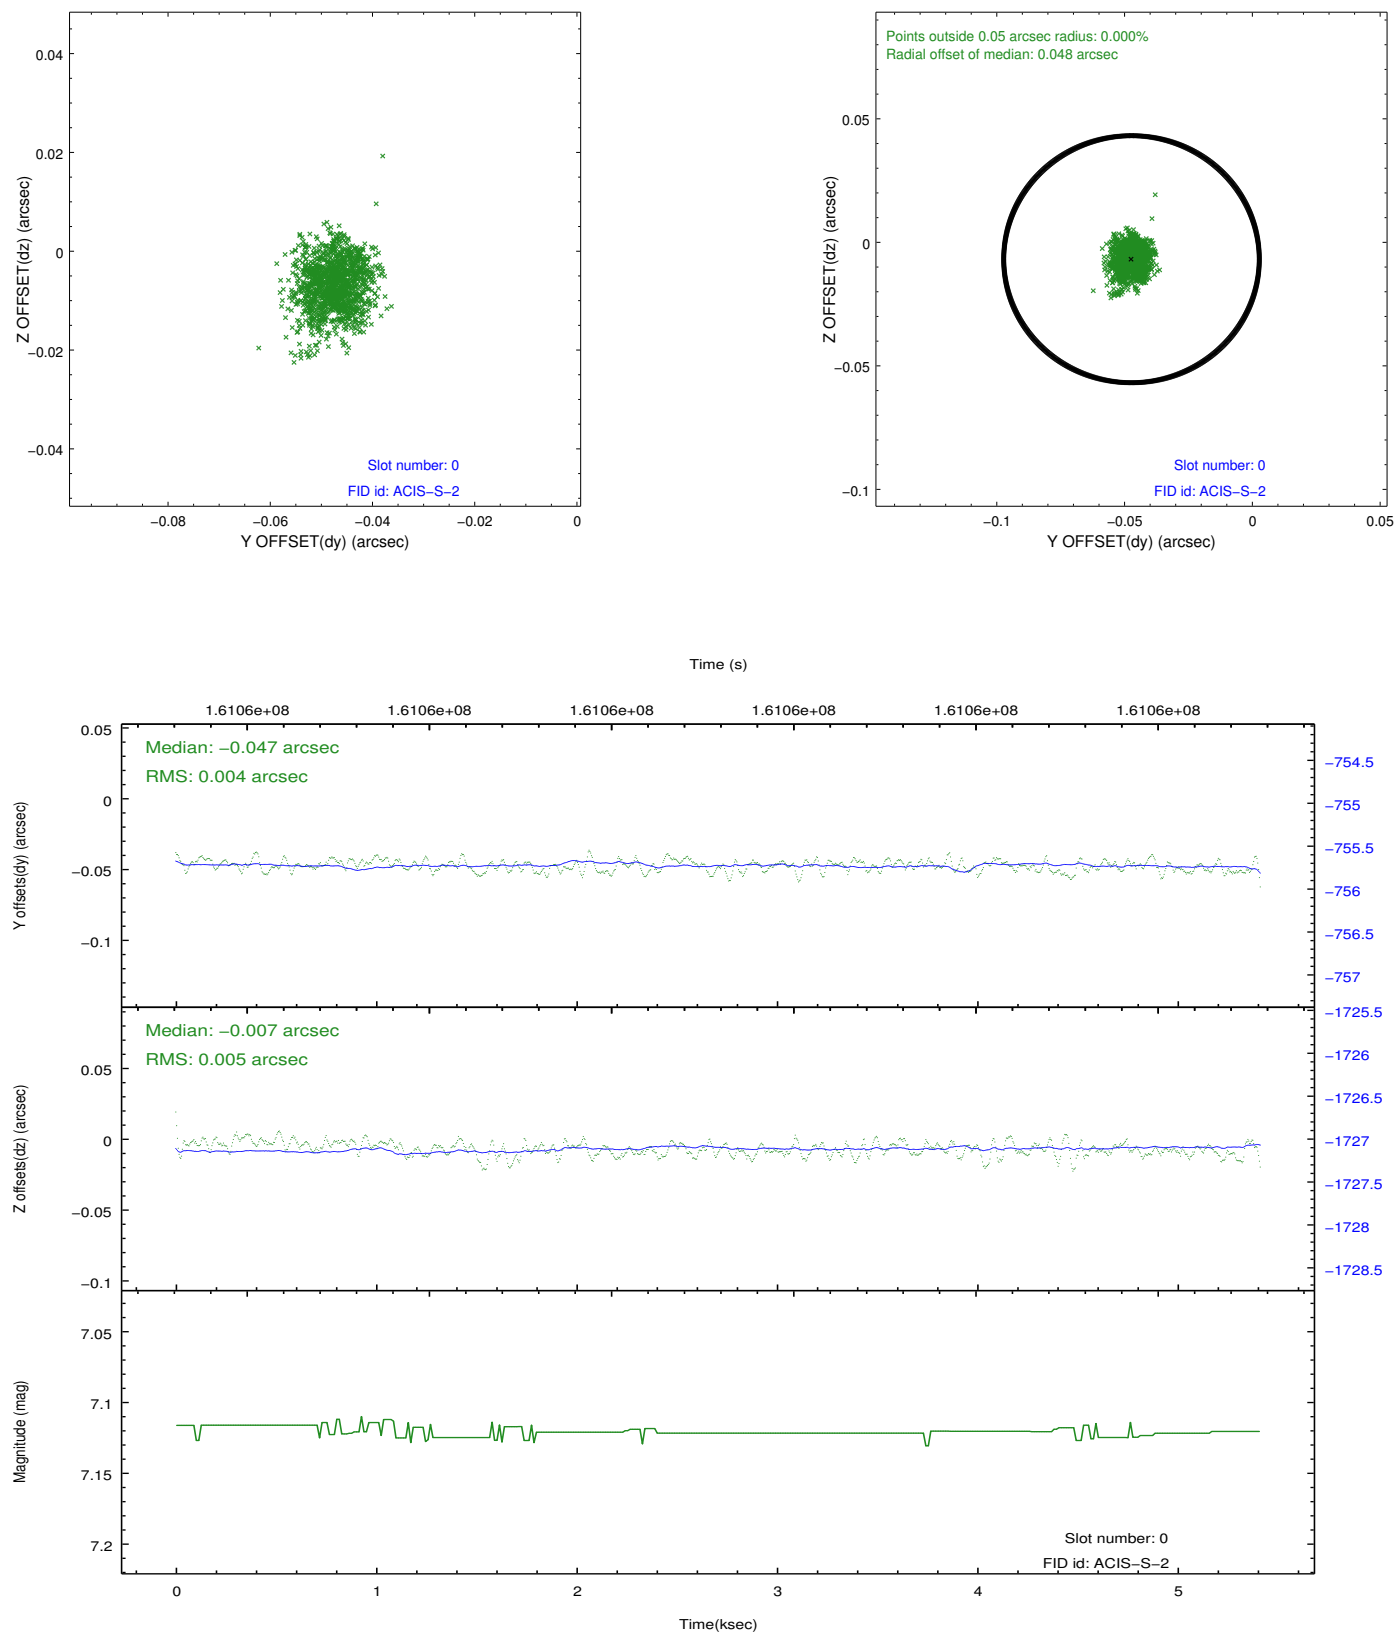 0.04
0.02
0
−0.02
−0.04
Z OFFSET(dz) (arcsec)
Slot number: 0
FID id: ACIS−S−2
−0.08
−0.06
−0.04
−0.02
0
Y OFFSET(dy) (arcsec)
Points outside 0.05 arcsec radius: 0.000%
Radial offset of median: 0.048 arcsec
0.05
0
−0.05
−0.1
Z OFFSET(dz) (arcsec)
Slot number: 0
FID id: ACIS−S−2
−0.1
−0.05
0
0.05
Y OFFSET(dy) (arcsec)
Time (s)
1.6106e+08
1.6106e+08
1.6106e+08
1.6106e+08
1.6106e+08
1.6106e+08
Median: −0.047 arcsec
RMS: 0.004 arcsec
0.05
0
−0.05
−0.1
Y offsets(dy) (arcsec)
−754.5
−755
−755.5
−756
−756.5
−757
Median: −0.007 arcsec
RMS: 0.005 arcsec
0.05
0
−0.05
−0.1
Z offsets(dz) (arcsec)
−1725.5
−1726
−1726.5
−1727
−1727.5
−1728
−1728.5
7.05
7.1
7.15
7.2
Magnitude (mag)
Slot number: 0
FID id: ACIS−S−2
0
1
2
3
4
5
Time(ksec)